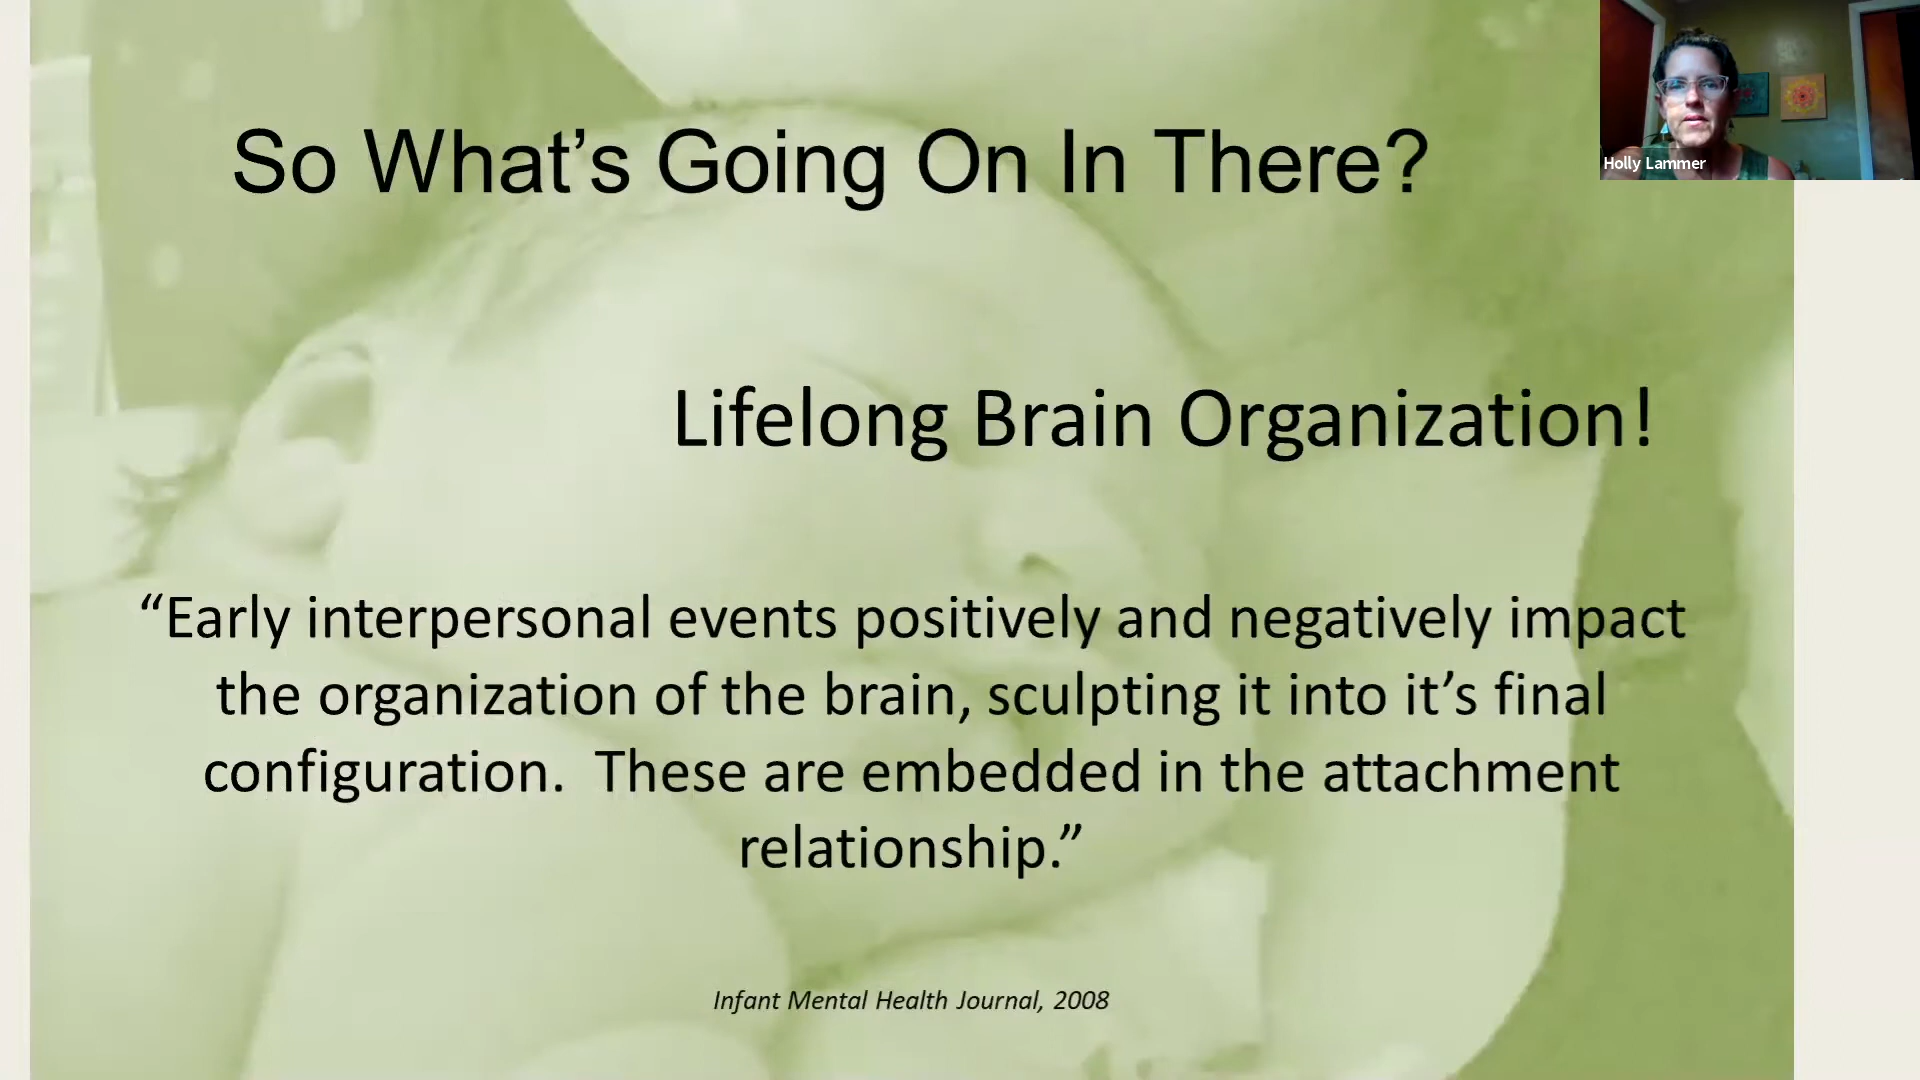 So What’s Going On In There?
Holly Lammer
Lifelong Brain Organization!
“Early interpersonal events positively and negatively impact
the organization of the brain, sculpting it into it’s final
configuration.  These are embedded in the attachment
relationship.”
Infant Mental Health Journal, 2008